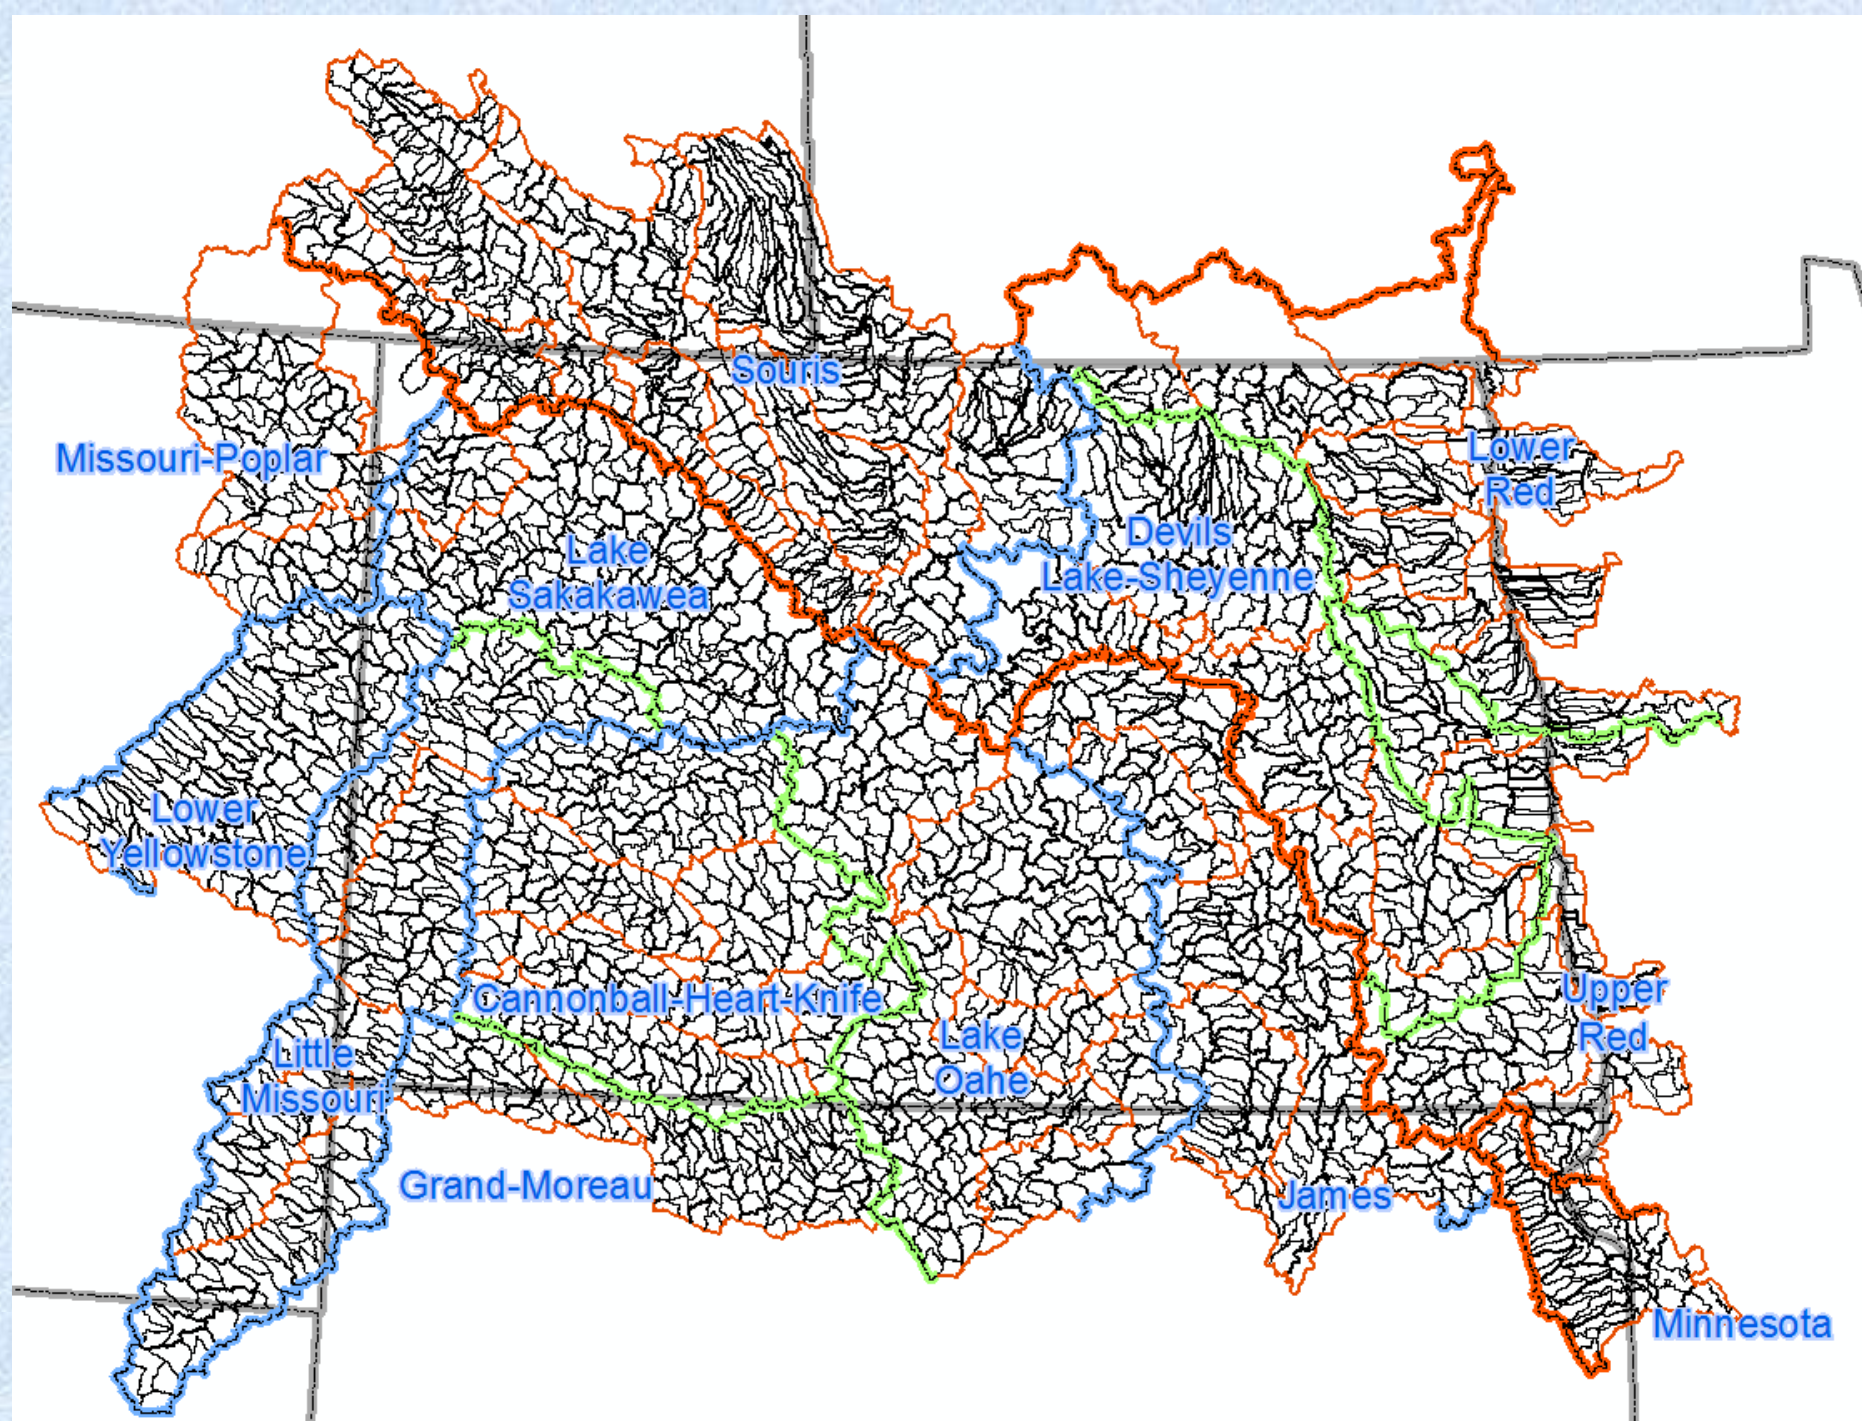 Souris
Missouri-Poplar
Lower
Red
Lake
Sakakawea
Devils
Lake-Sheyenne
Lower
Yellowstone
Cannonball-Heart-Knife
Upper
Red
Little
Missouri
Lake
Oahe
Grand-Moreau
James
Minnesota